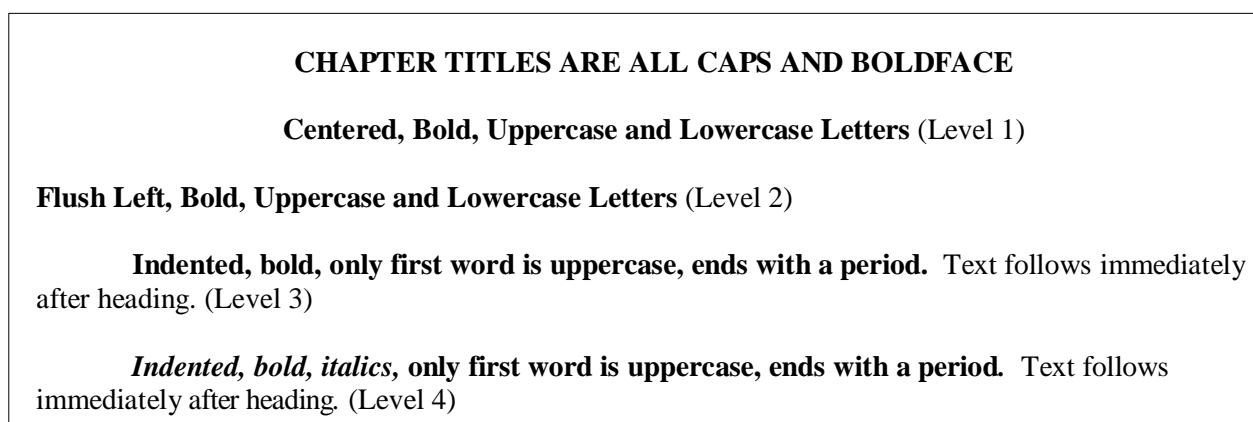 CHAPTER TITLES ARE ALL CAPS AND BOLDFACE
Centered, Bold, Uppercase and Lowercase Letters (Level 1)
Flush Left, Bold, Uppercase and Lowercase Letters (Level 2)
Indented, bold, only first word is uppercase, ends with a period. Text follows immediately
after heading. (Level 3)
Indented, bold, italics, only first word is uppercase, ends with a period. Text follows
immediately after heading. (Level 4)